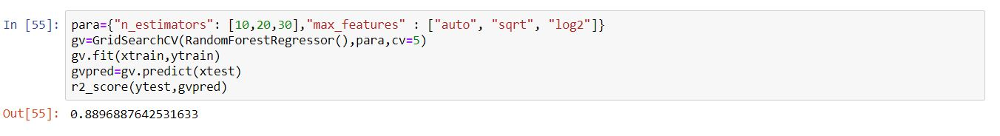 In [55]: para={"n_estimators": [10,20,30],"max_features" : ["auto", "sqrt", "log2"]}
gv=GridSearchCV(RandomForestRegressor(),para,cv=5)
gv.fit(xtrain,ytrain)
gvpred=gv.predict(xtest)
r2_score(ytest,gvpred)
Out[55]: 0.8896887642531633